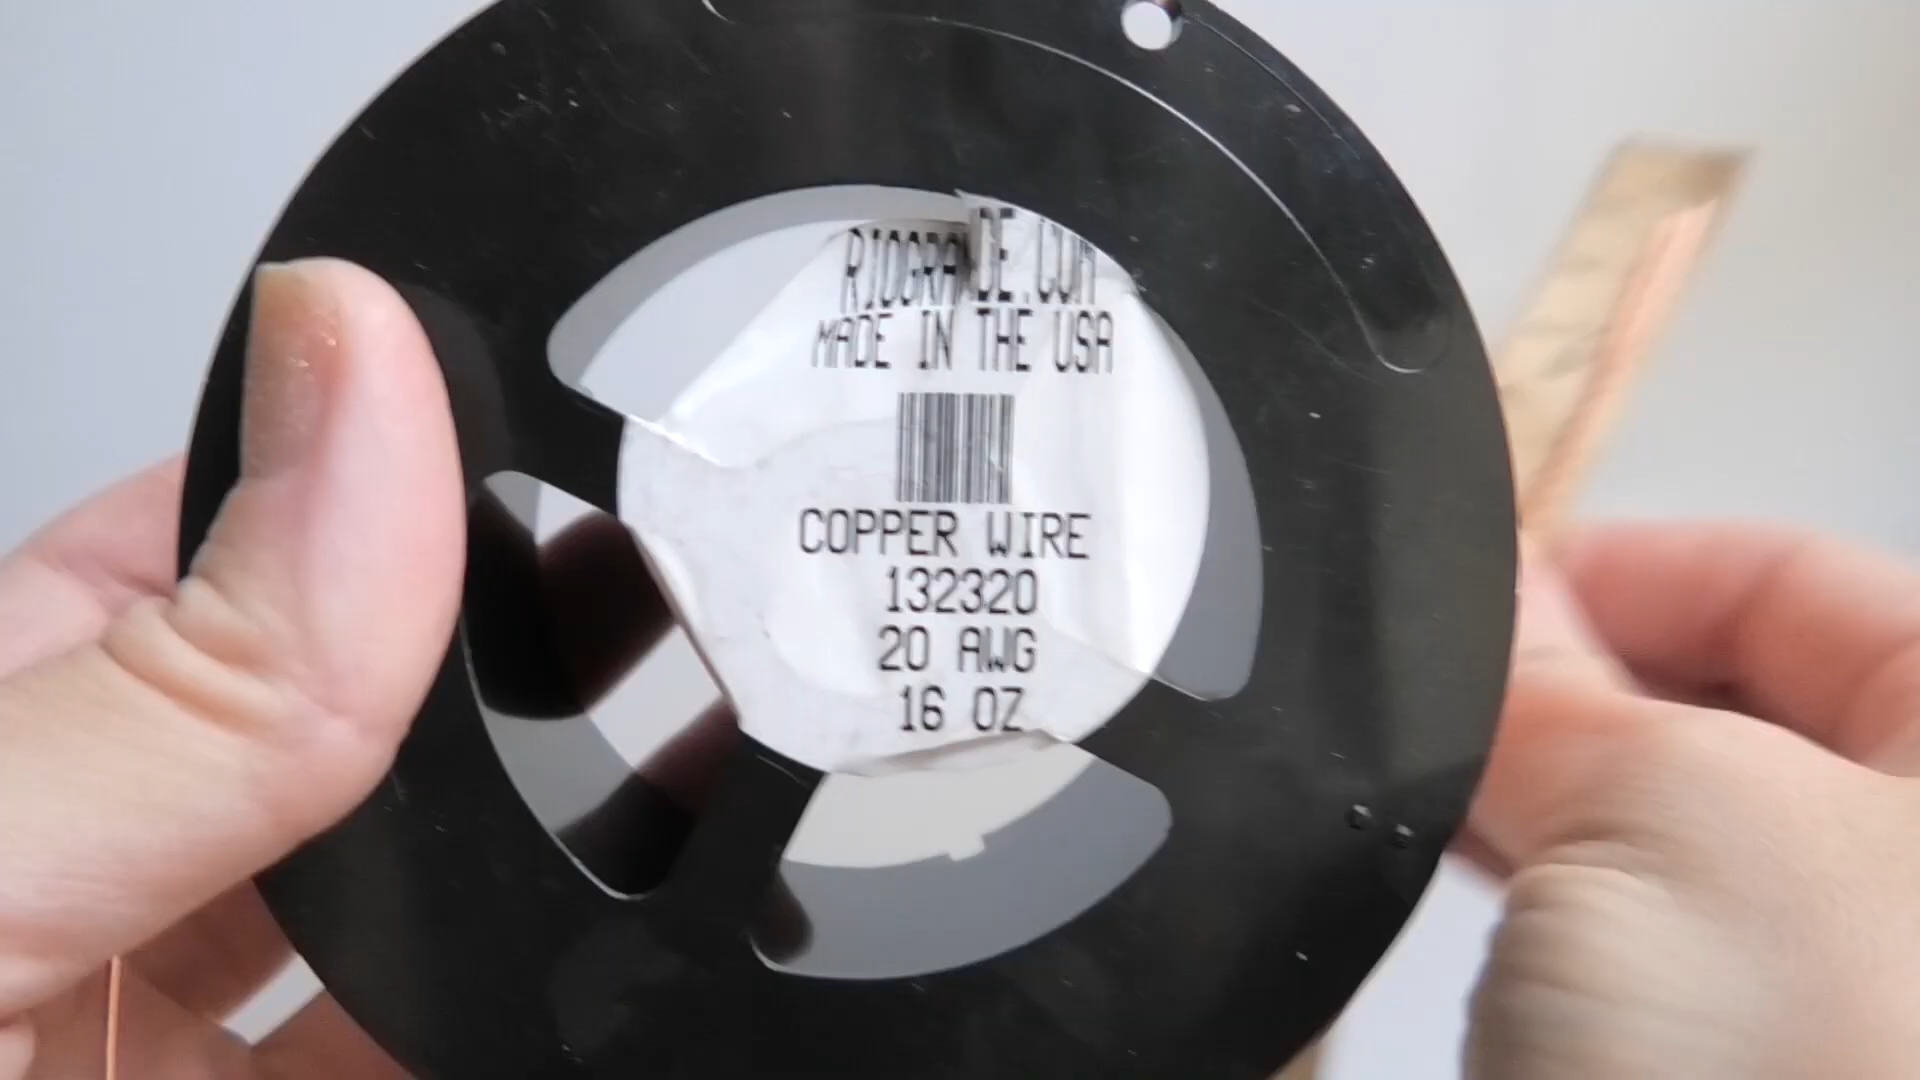 RIOGRANDE.COM
MADE IN THE USA
COPPER WIRE
132320
20 AWG
16 OZ